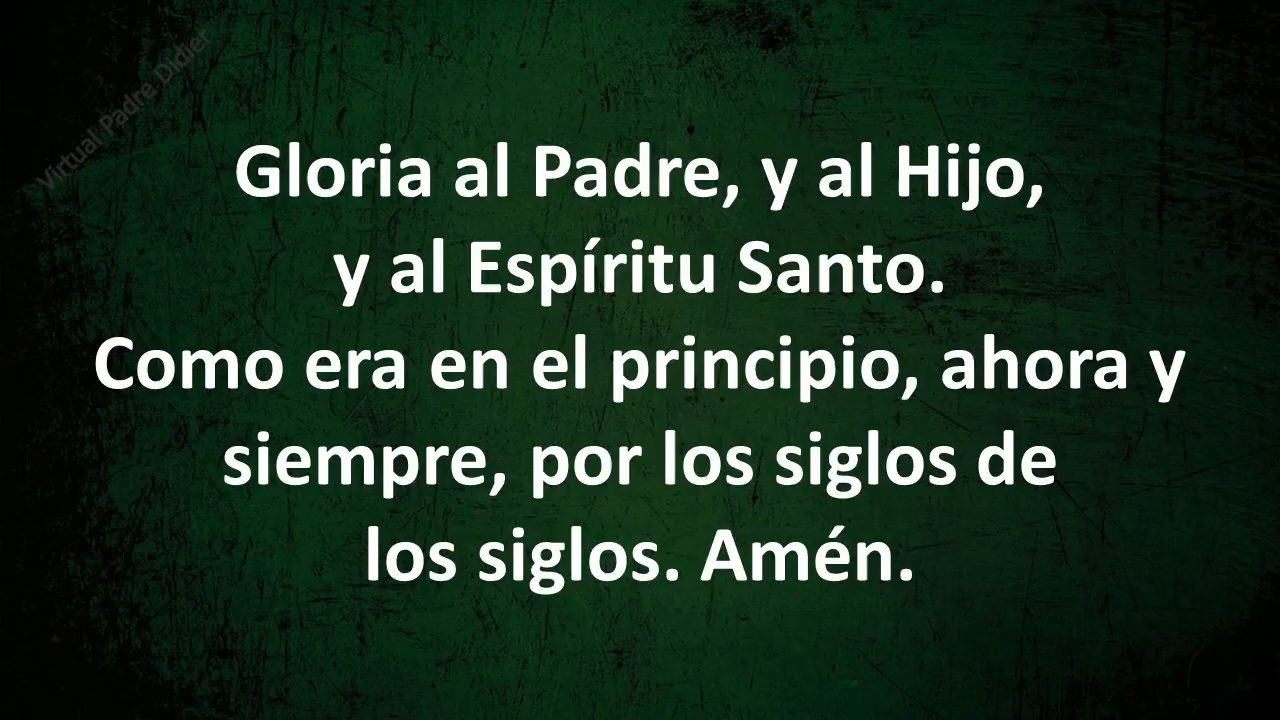 Virtual Padre Didier
Gloria al Padre, y al Hijo,
y al Espíritu Santo.
Como era en el principio, ahora y
siempre, por los siglos de
los siglos. Amén.